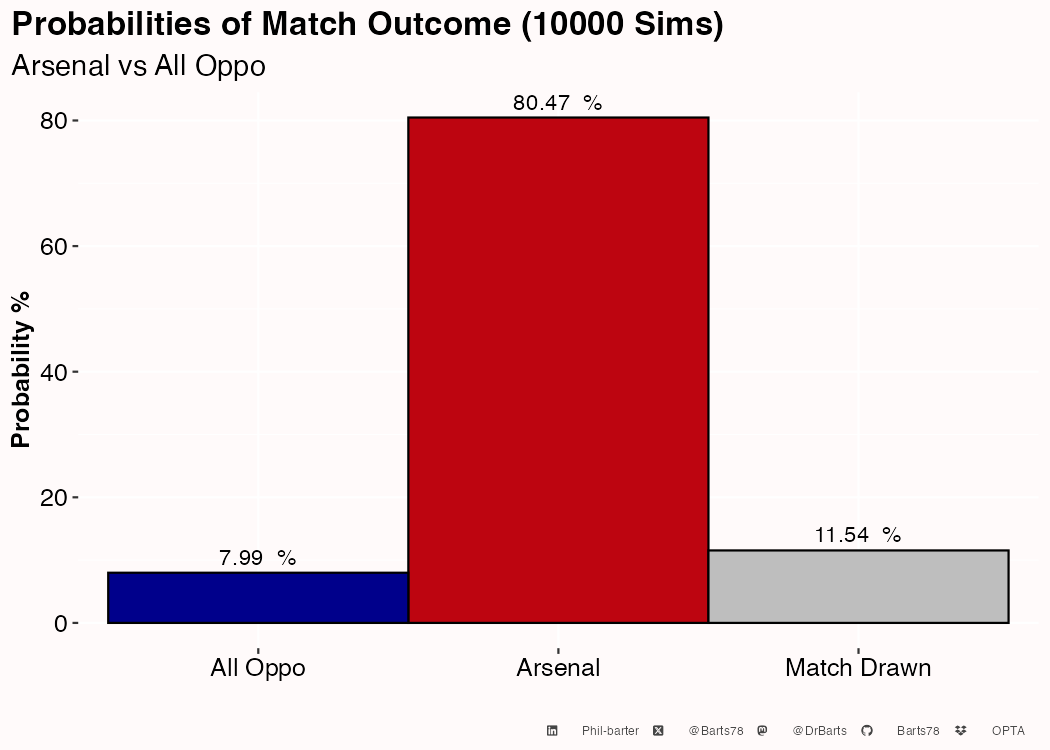 Probabilities of Match Outcome (10000 Sims)
Arsenal vs All Oppo
80.47 %
80
60
Probability %
40
20
11.54 %
7.99 %
0
All Oppo Arsenal Match Drawn
Phil-barter @Barts78 @DrBarts Barts78 OPTA